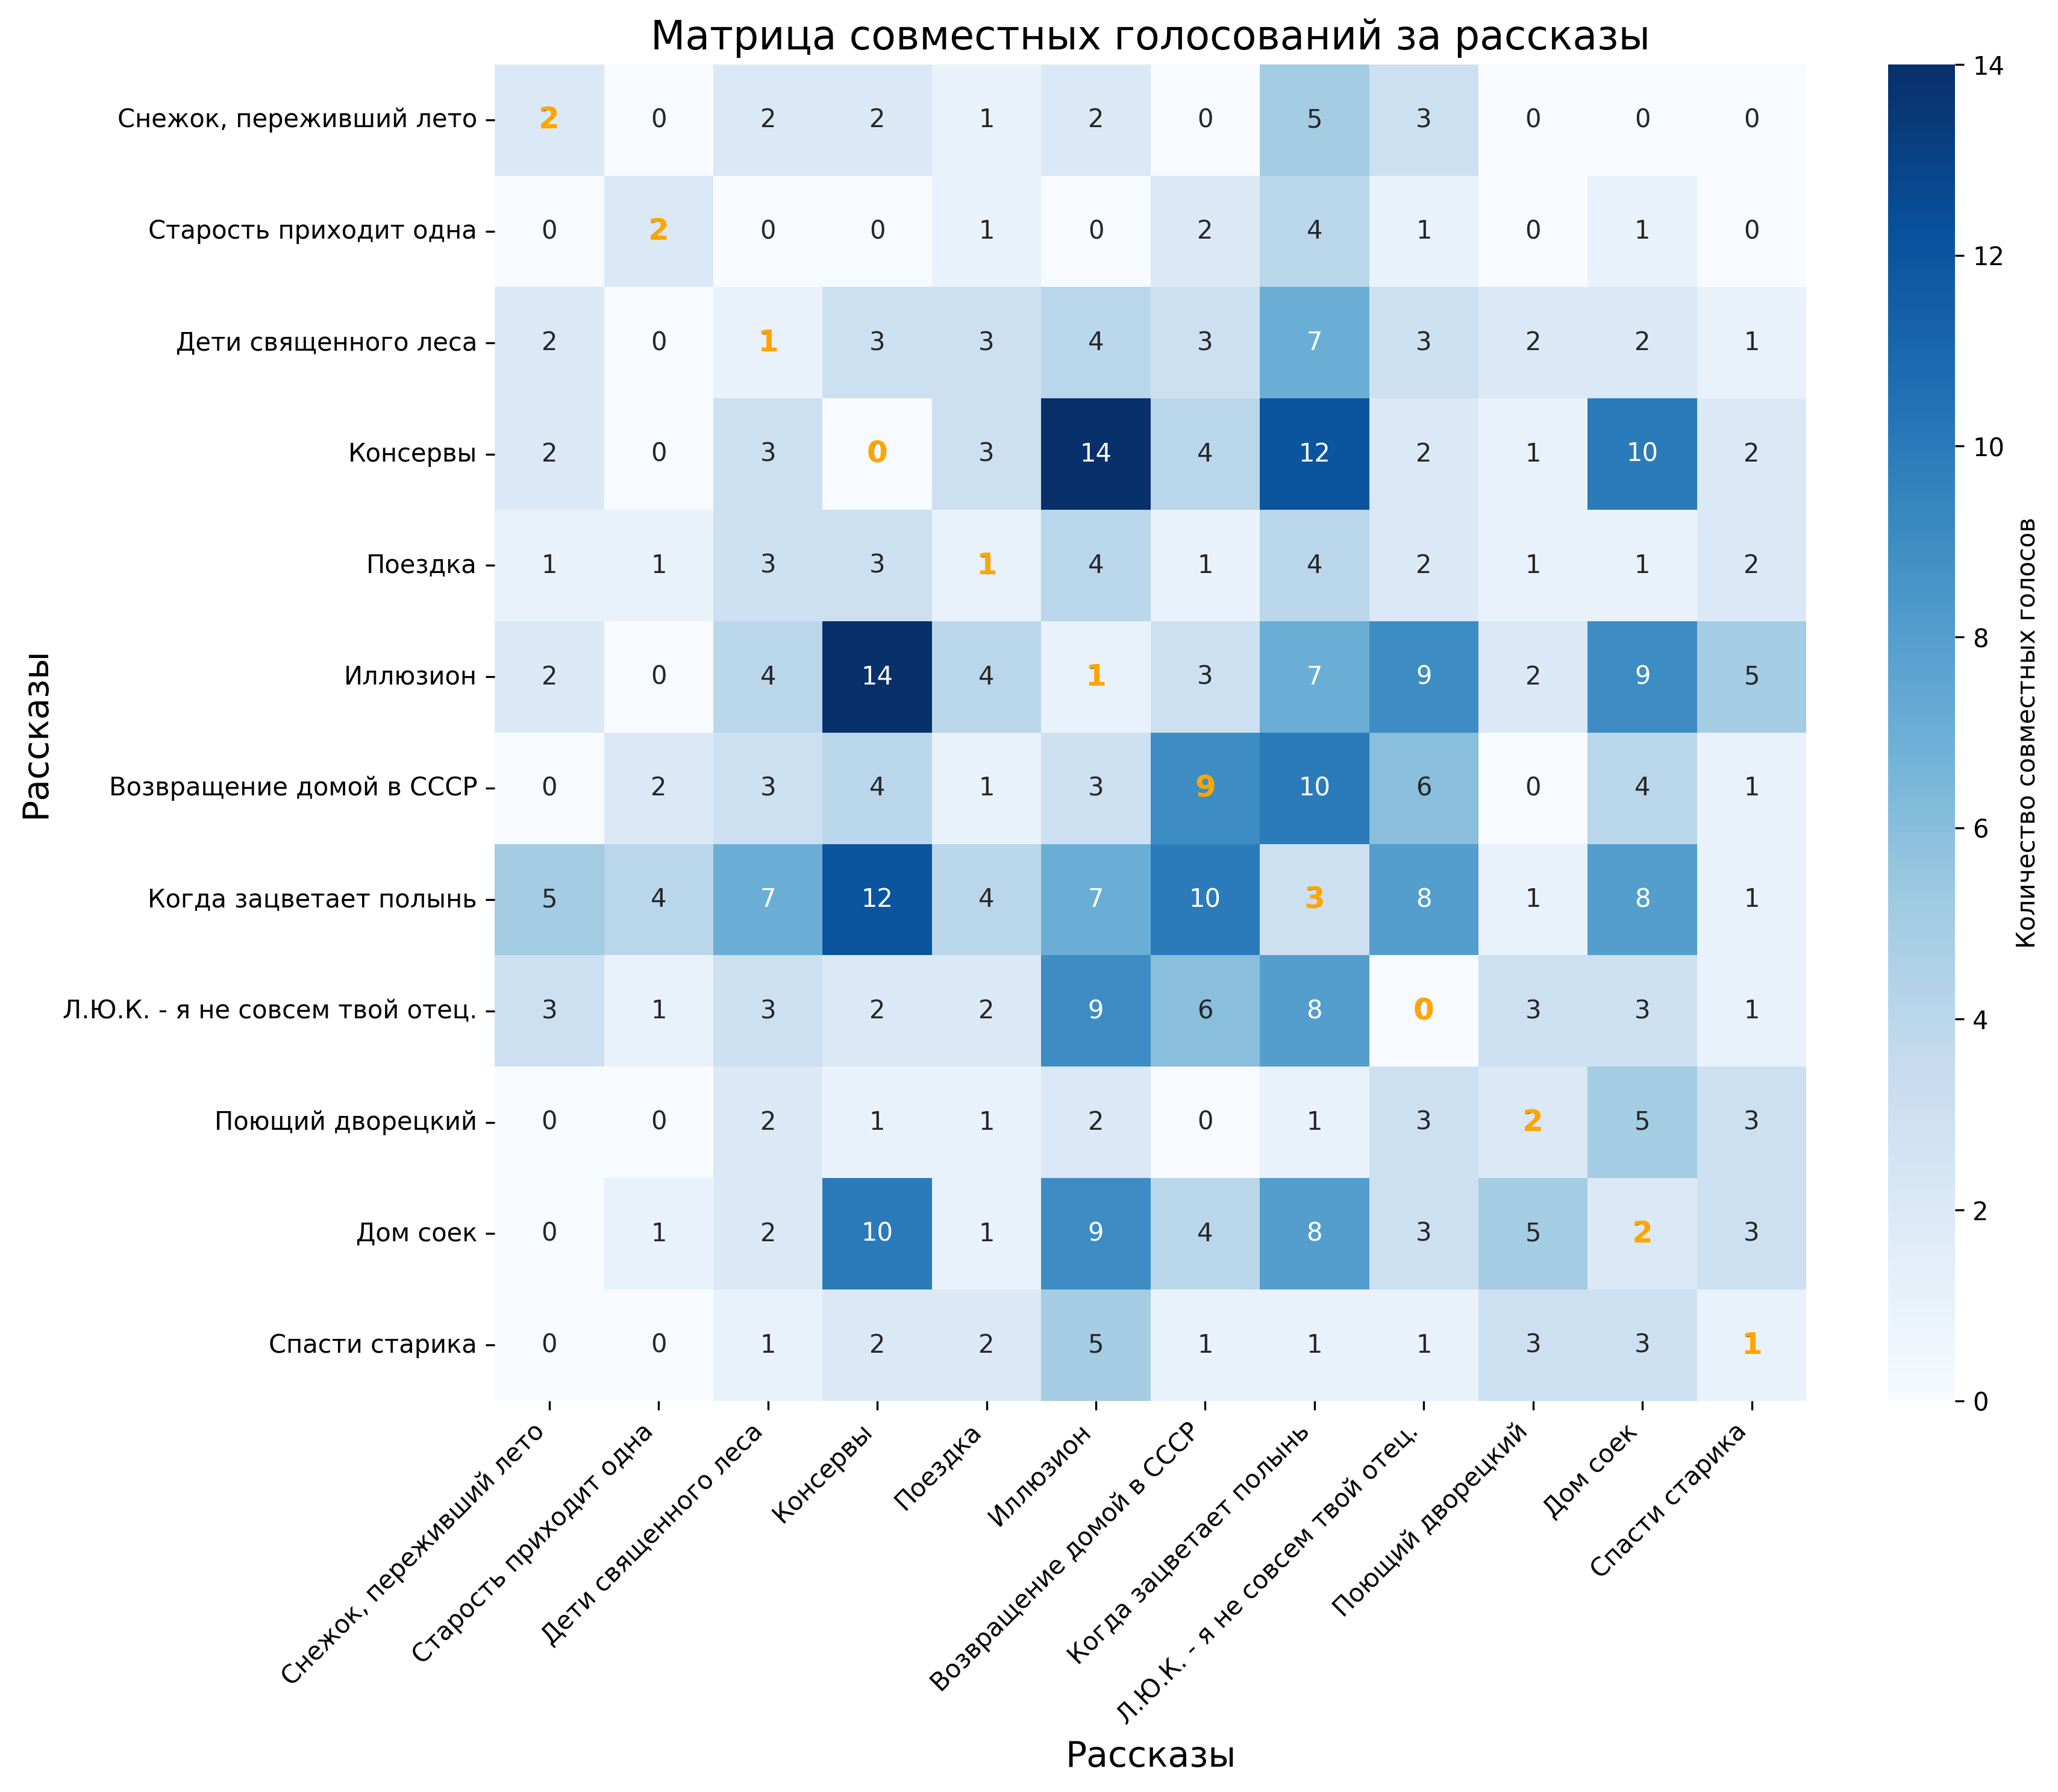 Матрица совместных голосований за рассказы
Снежок, переживший лето 2 0 2 2 1 2 0 5 3 0 0 0
Старость приходит одна 0 2 0 0 1 0 2 4 1 0 1 0
Дети священного леса 2 0 1 3 3 4 3 7 3 2 2 1
Консервы 2 0 3 0 3 14 4 12 2 1 10 2
Поездка 1 1 3 3 1 4 1 4 2 1 1 2
Иллюзион 2 0 4 14 4 1 3 7 9 2 9 5
Возвращение домой в СССР 0 2 3 4 1 3 9 10 6 0 4 1
Когда зацветает полынь 5 4 7 12 4 7 10 3 8 1 8 1
Л.Ю.К. - я не совсем твой отец. 3 1 3 2 2 9 6 8 0 3 3 1
Поющий дворецкий 0 0 2 1 1 2 0 1 3 2 5 3
Дом соек 0 1 2 10 1 9 4 8 3 5 2 3
Спасти старика 0 0 1 2 2 5 1 1 1 3 3 1
Рассказы
Снежок, переживший лето
Старость приходит одна
Дети священного леса
Консервы
Поездка
Иллюзион
Возвращение домой в СССР
Когда зацветает полынь
Л.Ю.К. - я не совсем твой отец.
Поющий дворецкий
Дом соек
Спасти старика
Рассказы
14
12
10
8
6
4
2
0
Количество совместных голосов